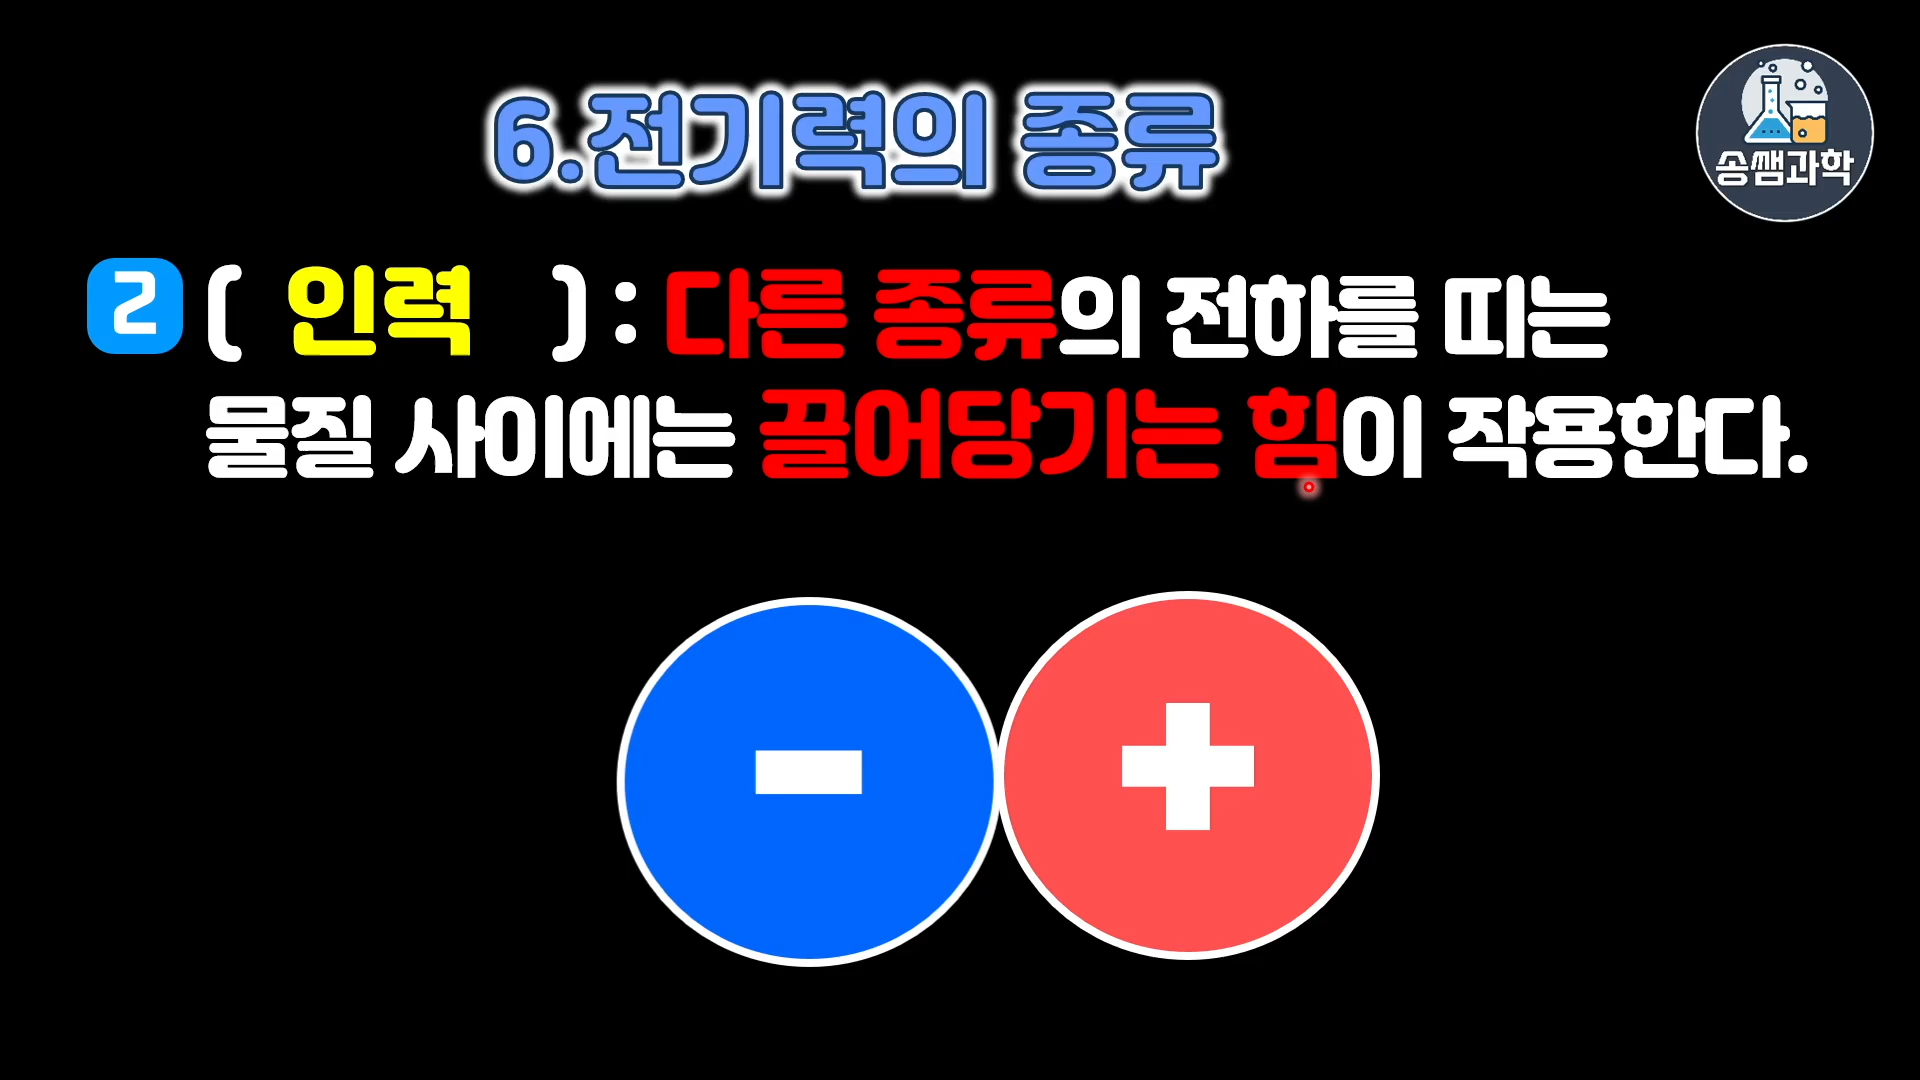 6.전기력의 종류
송쌤과학
2 ( 인력 ) : 다른 종류의 전하를 띠는
물질 사이에는 끌어당기는 힘이 작용한다.
- +